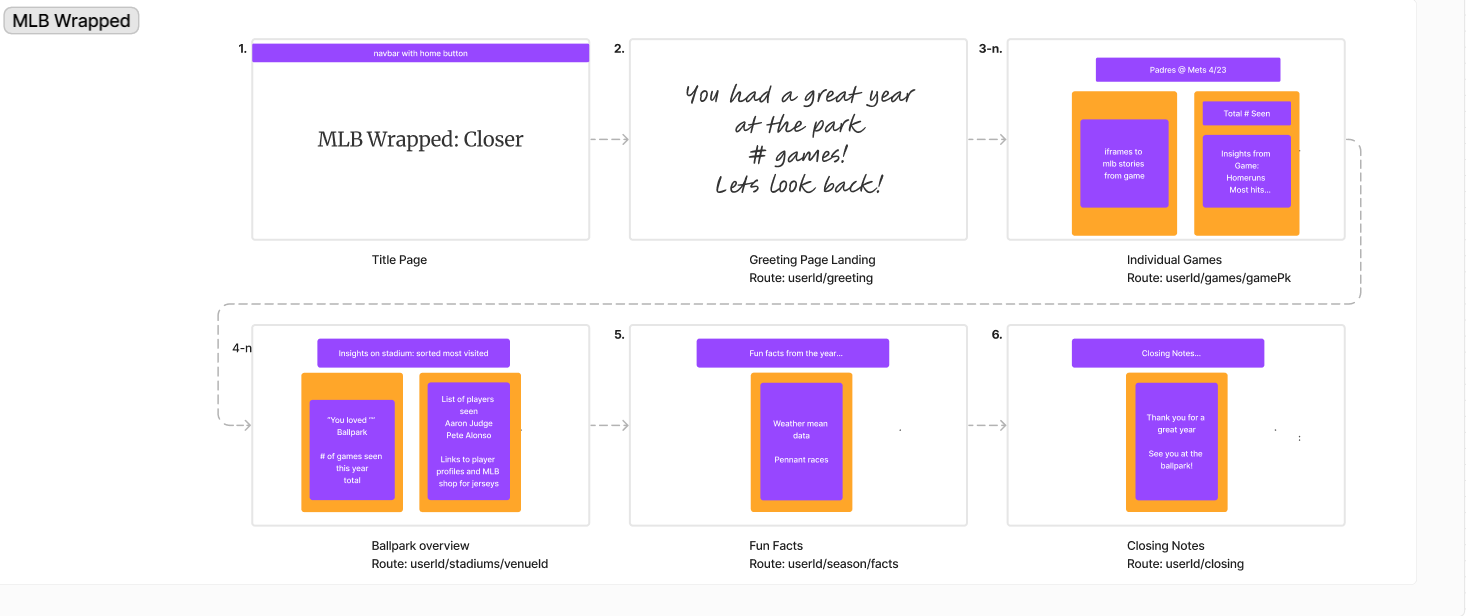 MLB Wrapped
1.
navbar with home button
MLB Wrapped: Closer
Title Page
2.
You had a great year
at the park
# games!
Lets look back!
Greeting Page Landing
Route: userId/greeting
3-n.
Padres @ Mets 4/23
iframes to
mlb stories
from game
Total # Seen
Insights from
Game:
Homeruns
Most hits...
Individual Games
Route: userId/games/gamePk
4-n
Insights on stadium: sorted most visited
"You loved ""
Ballpark
# of games seen
this year
total
List of players
seen
Aaron Judge
Pete Alonso
Links to player
profiles and MLB
shop for jerseys
Ballpark overview
Route: userId/stadiums/venueId
5.
Fun facts from the year...
Weather mean
data
Pennant races
Fun Facts
Route: userId/season/facts
6.
Closing Notes...
Thank you for a
great year
See you at the
ballpark!
Closing Notes
Route: userId/closing